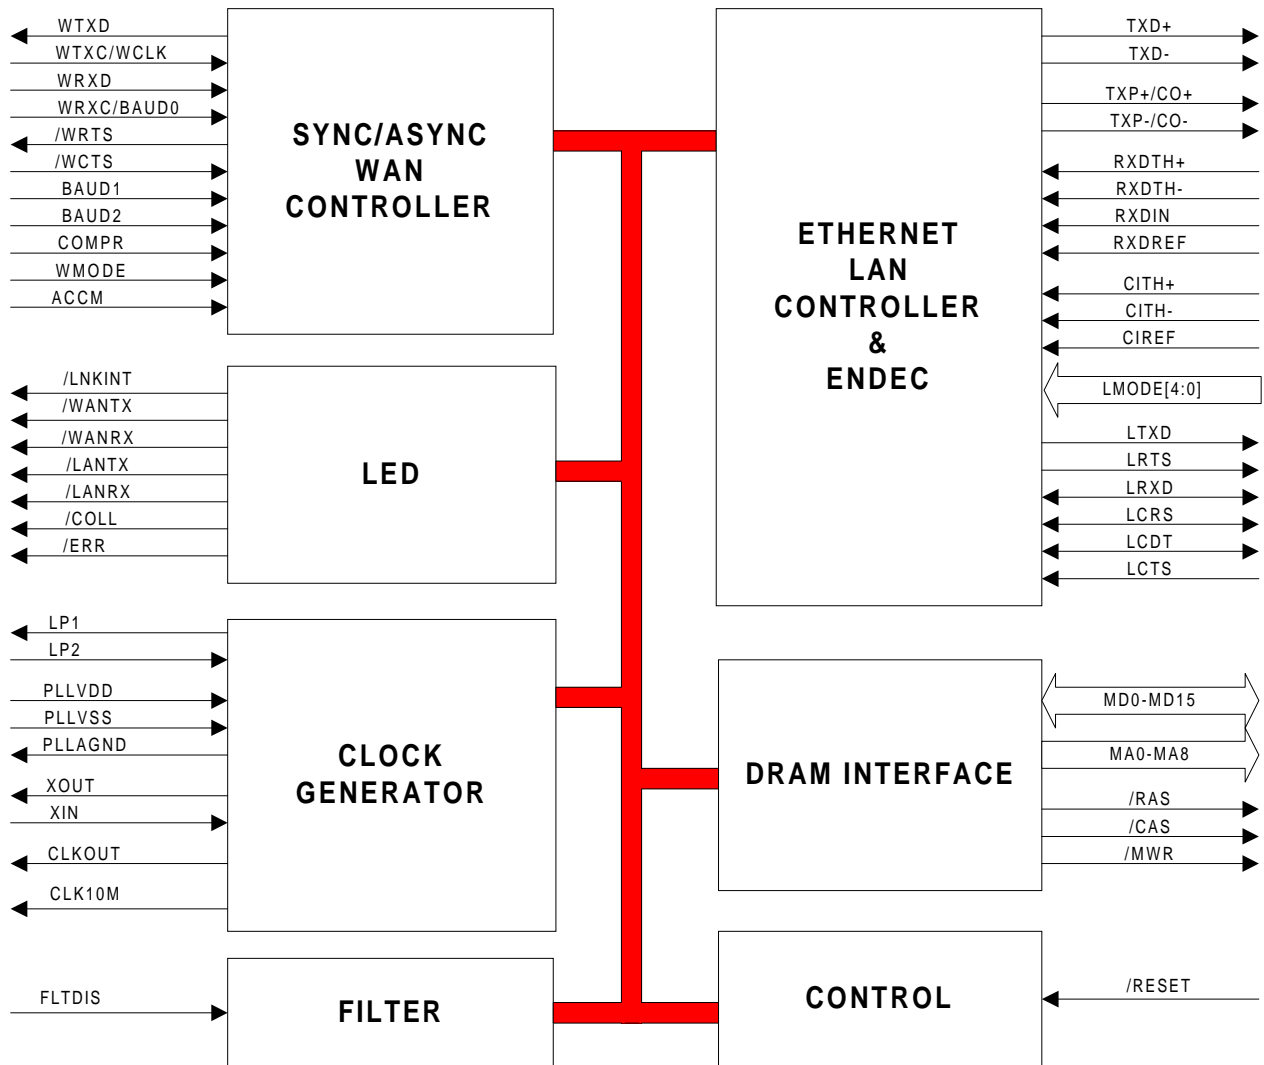 WTXD
WTXC/WCLK
WRXD
WRXC/BAUD0
/WRTS
/WCTS
BAUD1
BAUD2
COMPR
WMODE
ACCM
SYNC/ASYNC
WAN
CONTROLLER
/LNKINT
/WANTX
/WANRX
/LANTX
/LANRX
/COLL
/ERR
LED
LP1
LP2
PLLVDD
PLLVSS
PLLAGND
XOUT
XIN
CLKOUT
CLK10M
CLOCK
GENERATOR
FLTDIS
FILTER
ETHERNET
LAN
CONTROLLER
&
ENDEC
TXD+
TXD-
TXP+/CO+
TXP-/CO-
RXDTH+
RXDTH-
RXDIN
RXDREF
CITH+
CITH-
CIREF
LMODE[4:0]
LTXD
LRTS
LRXD
LCRS
LCDT
LCTS
DRAM INTERFACE
MD0-MD15
MA0-MA8
/RAS
/CAS
/MWR
CONTROL
/RESET